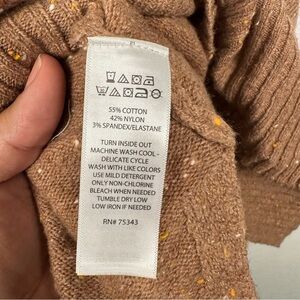 55% COTTON
42% NYLON
3% SPANDEX/ELASTANE
TURN INSIDE OUT
MACHINE WASH COOL -
DELICATE CYCLE
WASH WITH LIKE COLORS
USE MILD DETERGENT
ONLY NON-CHLORINE
BLEACH WHEN NEEDED
TUMBLE DRY LOW
LOW IRON IF NEEDED
RN# 75343